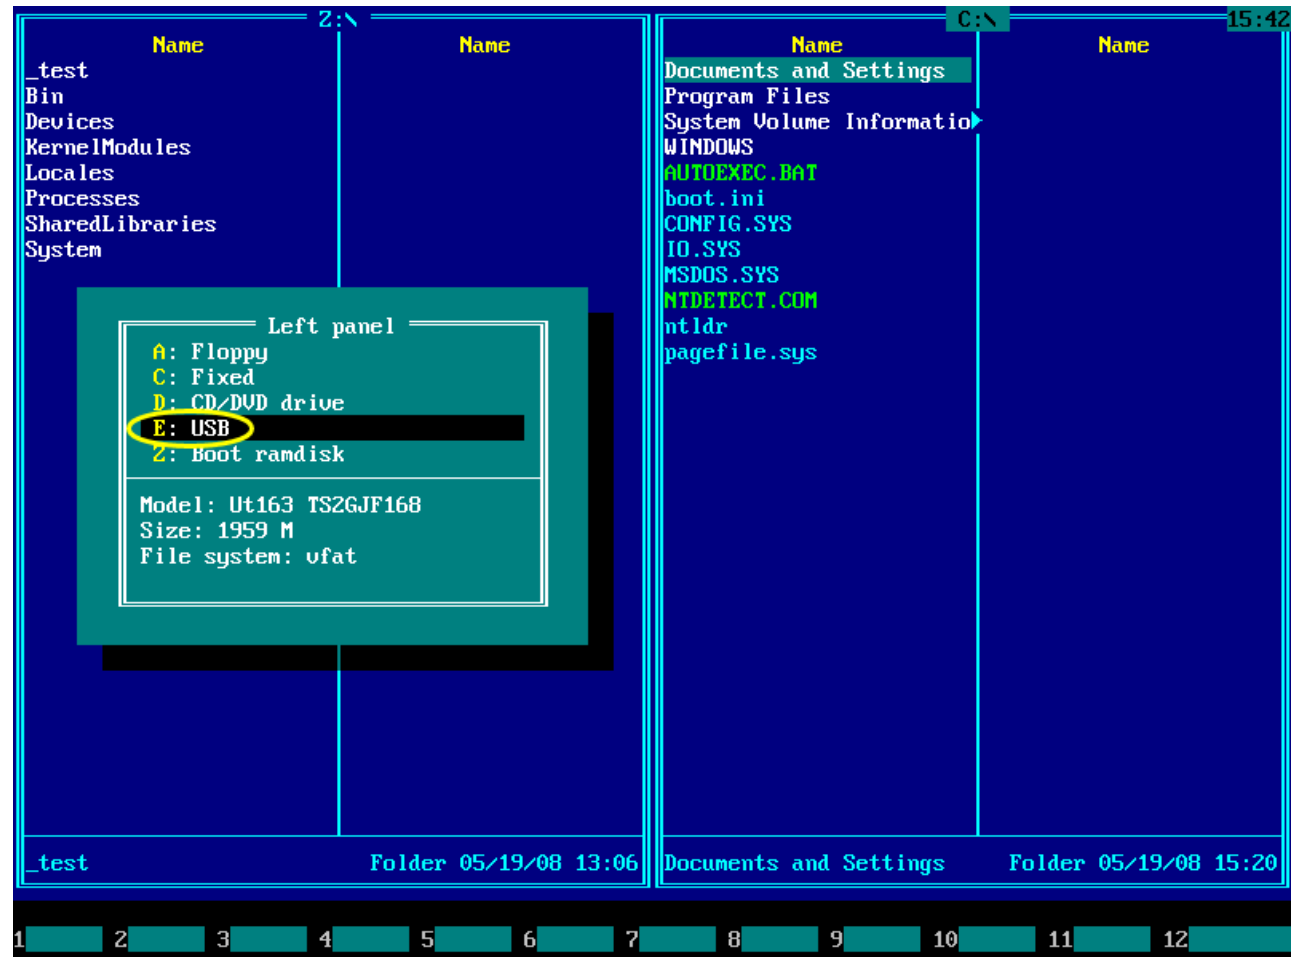 Z:\
Name Name
_test
Bin
Devices
KernelModules
Locales
Processes
SharedLibraries
System
Left panel
A: Floppy
C: Fixed
D: CD/DVD drive
E: USB
Z: Boot ramdisk
Model: Ut163 TS2GJF168
Size: 1959 M
File system: vfat
_test Folder 05/19/08 13:06
C:\ 15:42
Name Name
Documents and Settings
Program Files
System Volume Informatio
WINDOWS
AUTOEXEC.BAT
boot.ini
CONFIG.SYS
IO.SYS
MSDOS.SYS
NTDETECT.COM
ntldr
pagefile.sys
Documents and Settings Folder 05/19/08 15:20
1 2 3 4 5 6 7 8 9 10 11 12